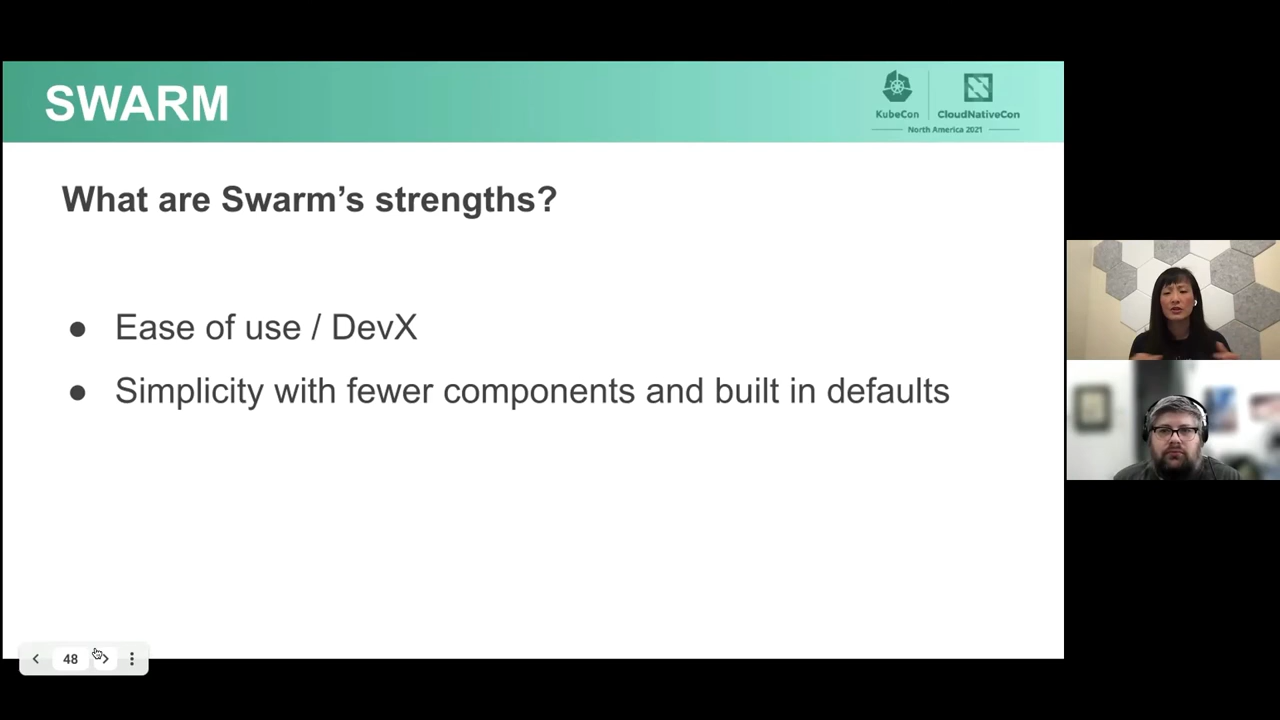 SWARM
KubeCon
CloudNativeCon
North America 2021
What are Swarm’s strengths?
● Ease of use / DevX
● Simplicity with fewer components and built in defaults
48